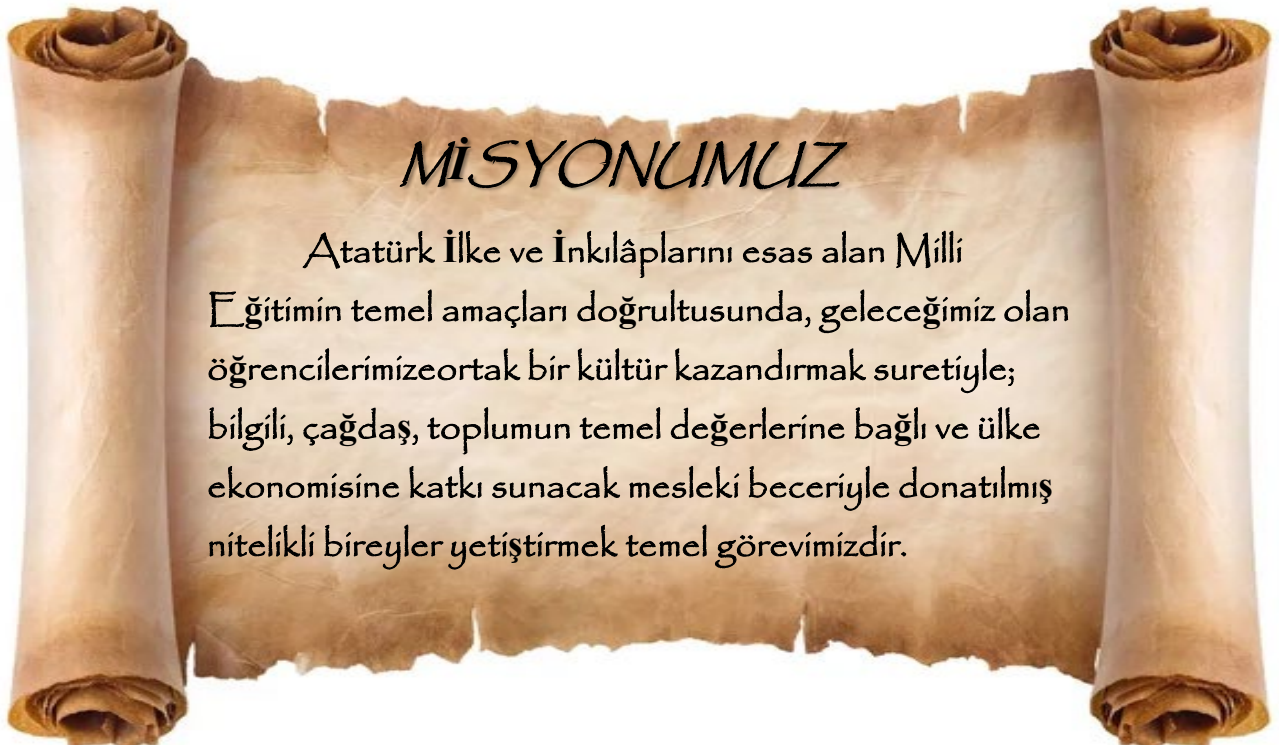 MİSYONUMUZ
Atatürk İlke ve İnkılâplarını esas alan Milli
Eğitimin temel amaçları doğrultusunda, geleceğimiz olan
öğrencilerimizeortak bir kültür kazandırmak suretiyle;
bilgili, çağdaş, toplumun temel değerlerine bağlı ve ülke
ekonomisine katkı sunacak mesleki beceriyle donatılmış
nitelikli bireyler yetiştirmek temel görevimizdir.